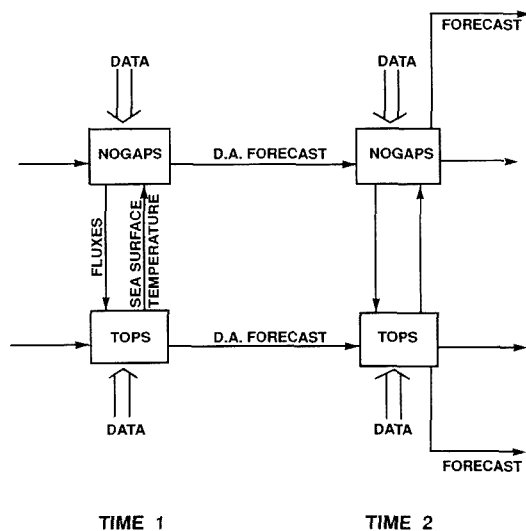 FORECAST
DATA
DATA
NOGAPS
D.A. FORECAST
NOGAPS
FLUXES
SEA SURFACE
TEMPERATURE
TOPS
D.A. FORECAST
TOPS
DATA
DATA
FORECAST
TIME 1
TIME 2